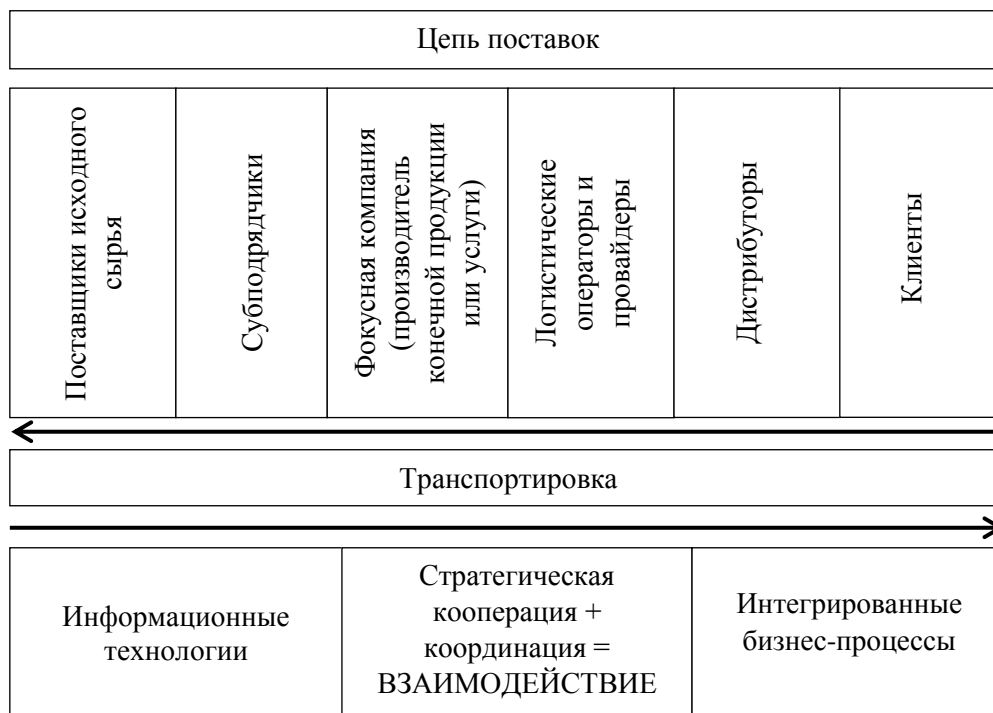 Цепь поставок
Поставщики исходного
сырья
Субподрядчики
Фокусная компания
(производитель
конечной продукции
или услуги)
Логистические
операторы и
провайдеры
Дистрибуторы
Клиенты
Транспортировка
Информационные
технологии
Стратегическая
кооперация +
координация =
ВЗАИМОДЕЙСТВИЕ
Интегрированные
бизнес-процессы